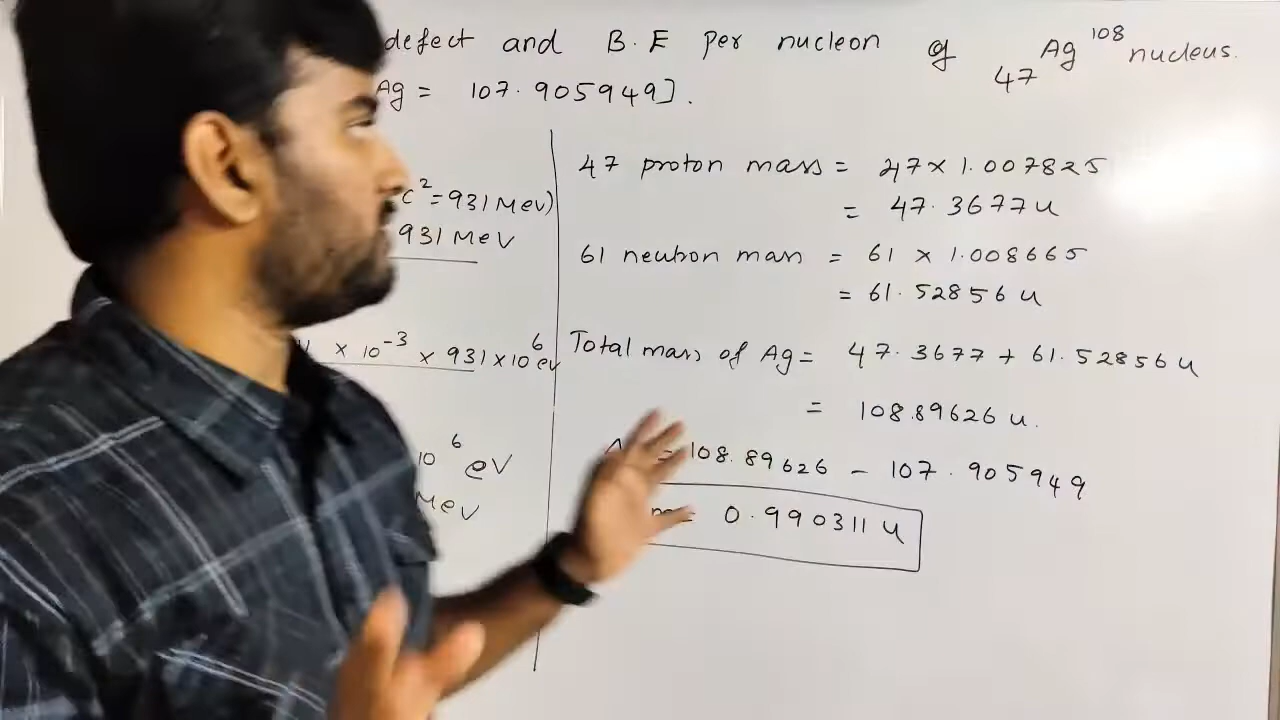 defect and B.E Per nucleon of 47Ag108 nucleus.
Ag = 107.905949].
c²=931 MeV)
931 MeV
× 10⁻³ × 931×10⁶ eV
10⁶ eV
MeV
47 proton mass = 47×1.007825
= 47.3677u
61 neutron mass = 61 × 1.008665
= 61.52856 u
Total mass of Ag = 47.3677 + 61.52856 u
= 108.89626 u.
= 108.89626 - 107.905949
m= 0.990311 u